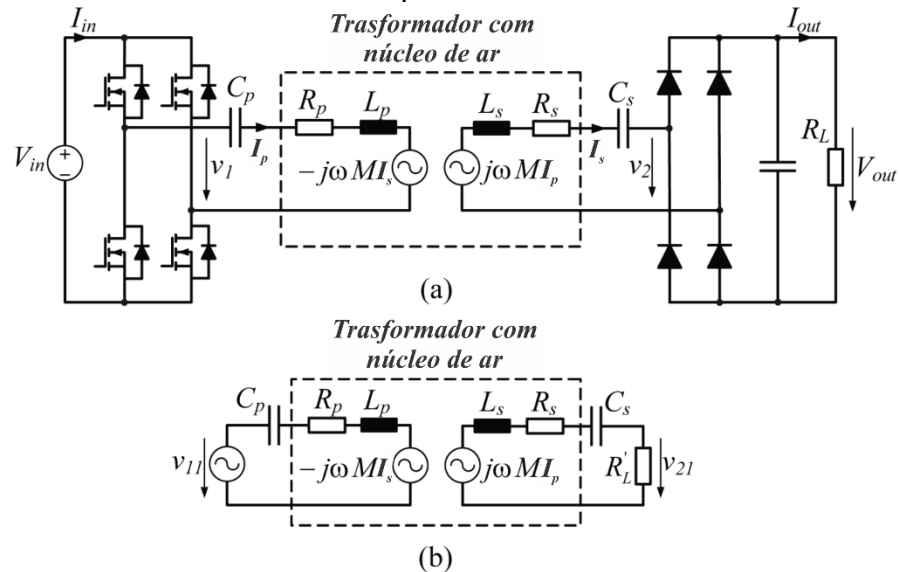 Trasformador com
núcleo de ar
I_in
C_p
R_p
L_p
L_s
R_s
C_s
I_out
V_in
v_1
I_p
-jωMI_s
jωMI_p
I_s
v_2
R_L
V_out
(a)
Trasformador com
núcleo de ar
C_p
R_p
L_p
L_s
R_s
C_s
v_11
-jωMI_s
jωMI_p
R'_L
v_21
(b)